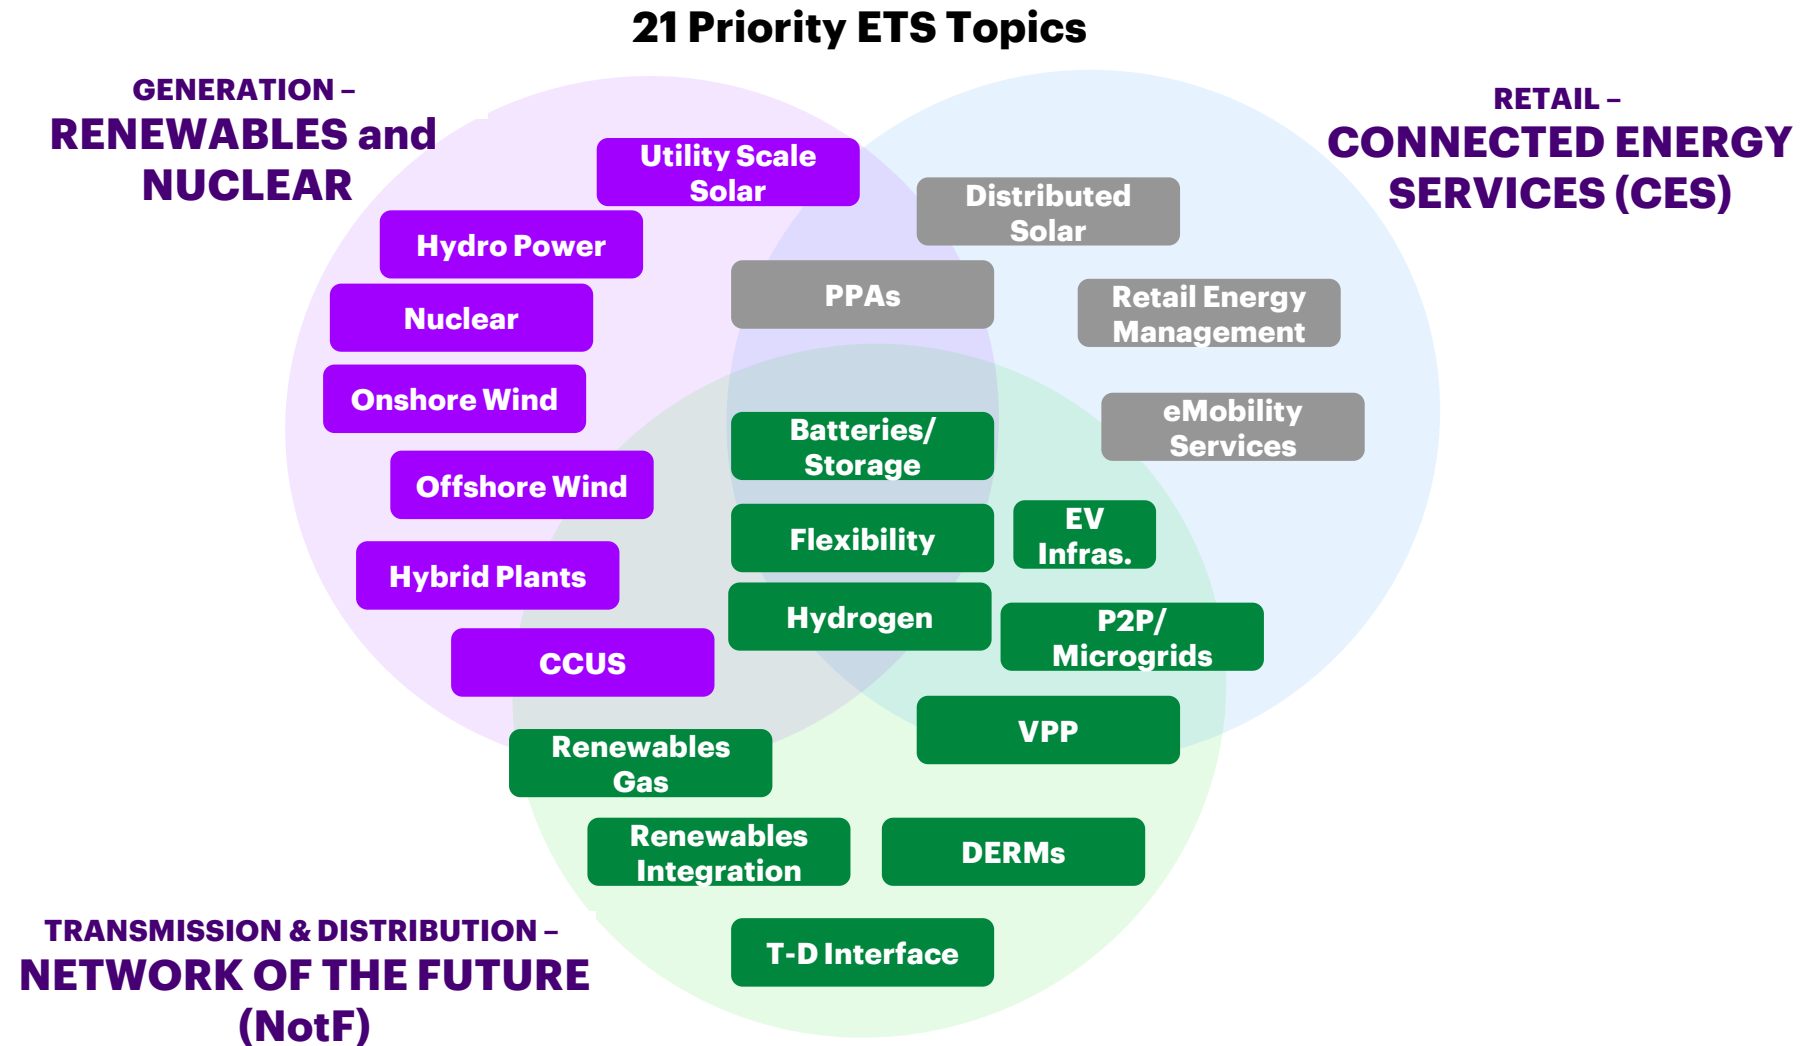 21 Priority ETS Topics
GENERATION –
RENEWABLES and
NUCLEAR
RETAIL –
CONNECTED ENERGY
SERVICES (CES)
Utility Scale
Solar
Distributed
Solar
Hydro Power
PPAs
Retail Energy
Management
Nuclear
Onshore Wind
eMobility
Services
Batteries/
Storage
Offshore Wind
Flexibility
EV
Infras.
Hybrid Plants
Hydrogen
P2P/
Microgrids
CCUS
VPP
Renewables
Gas
Renewables
Integration
DERMs
T-D Interface
TRANSMISSION & DISTRIBUTION –
NETWORK OF THE FUTURE
(NotF)